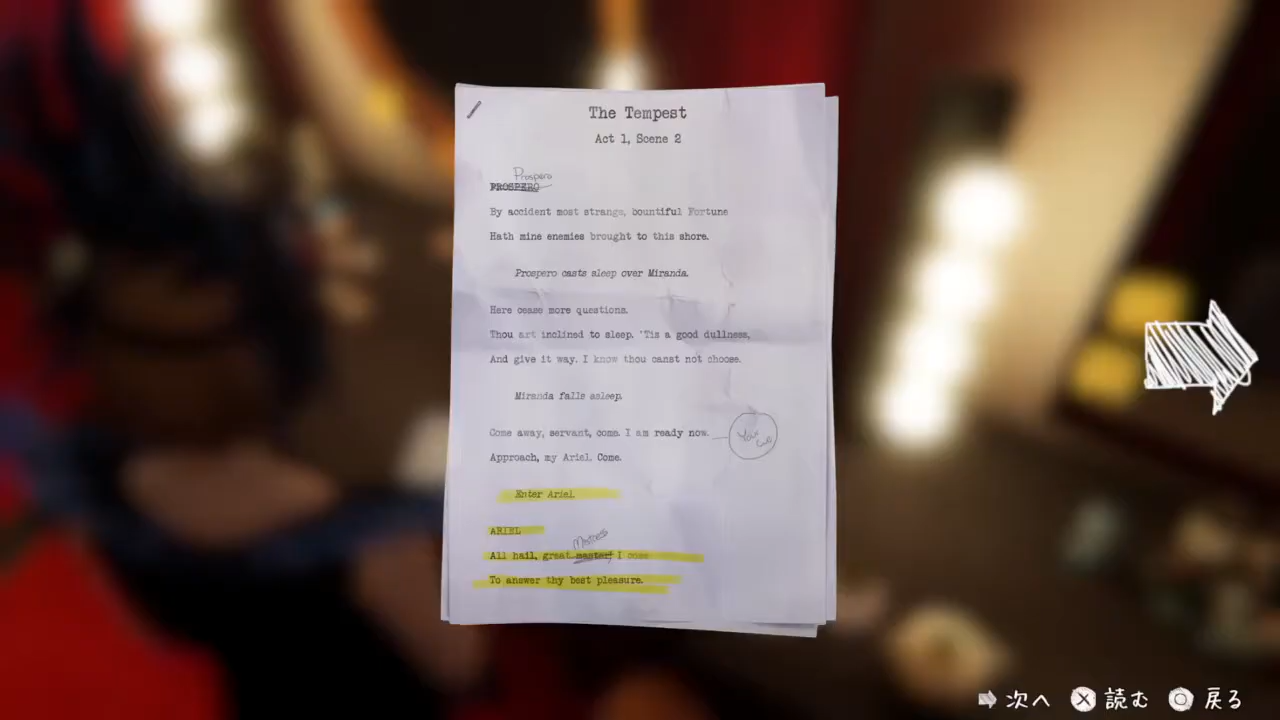 The Tempest
Act 1, Scene 2
Prospero
PROSPERO
By accident most strange, bountiful Fortune
Hath mine enemies brought to this shore.
Prospero casts sleep over Miranda.
Here cease more questions.
Thou art inclined to sleep. 'Tis a good dullness,
And give it way. I know thou canst not choose.
Miranda falls asleep.
Come away, servant, come. I am ready now.
Your cue
Approach, my Ariel. Come.
Enter Ariel.
ARIEL
Mistress
All hail, great master! I come
To answer thy best pleasure.
次へ 読む 戻る